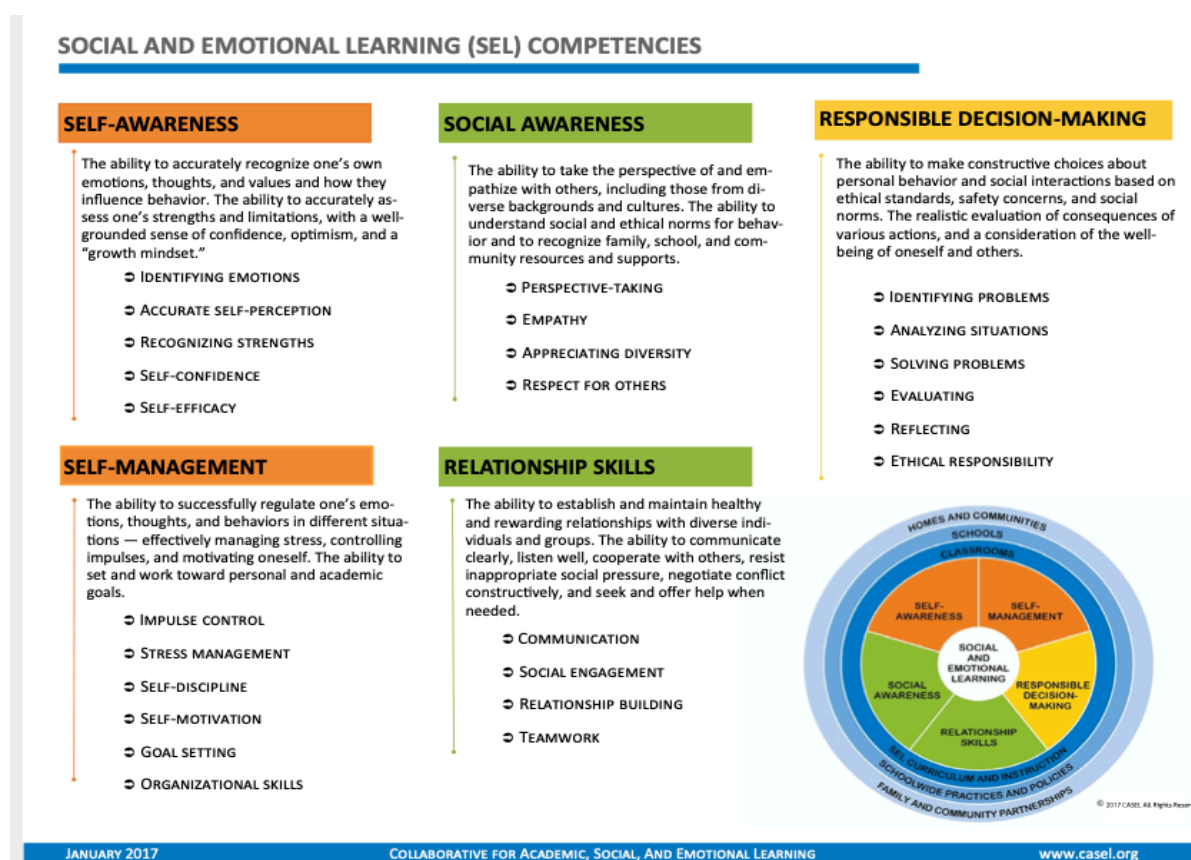 SOCIAL AND EMOTIONAL LEARNING (SEL) COMPETENCIES
SELF-AWARENESS
The ability to accurately recognize one's own
emotions, thoughts, and values and how they
influence behavior. The ability to accurately as-
sess one's strengths and limitations, with a well-
grounded sense of confidence, optimism, and a
“growth mindset.”
➲ IDENTIFYING EMOTIONS
➲ ACCURATE SELF-PERCEPTION
➲ RECOGNIZING STRENGTHS
➲ SELF-CONFIDENCE
➲ SELF-EFFICACY
SELF-MANAGEMENT
The ability to successfully regulate one's emo-
tions, thoughts, and behaviors in different situa-
tions — effectively managing stress, controlling
impulses, and motivating oneself. The ability to
set and work toward personal and academic
goals.
➲ IMPULSE CONTROL
➲ STRESS MANAGEMENT
➲ SELF-DISCIPLINE
➲ SELF-MOTIVATION
➲ GOAL SETTING
➲ ORGANIZATIONAL SKILLS
SOCIAL AWARENESS
The ability to take the perspective of and em-
pathize with others, including those from di-
verse backgrounds and cultures. The ability to
understand social and ethical norms for behav-
ior and to recognize family, school, and com-
munity resources and supports.
➲ PERSPECTIVE-TAKING
➲ EMPATHY
➲ APPRECIATING DIVERSITY
➲ RESPECT FOR OTHERS
RELATIONSHIP SKILLS
The ability to establish and maintain healthy
and rewarding relationships with diverse indi-
viduals and groups. The ability to communicate
clearly, listen well, cooperate with others, resist
inappropriate social pressure, negotiate conflict
constructively, and seek and offer help when
needed.
➲ COMMUNICATION
➲ SOCIAL ENGAGEMENT
➲ RELATIONSHIP BUILDING
➲ TEAMWORK
RESPONSIBLE DECISION-MAKING
The ability to make constructive choices about
personal behavior and social interactions based on
ethical standards, safety concerns, and social
norms. The realistic evaluation of consequences of
various actions, and a consideration of the well-
being of oneself and others.
➲ IDENTIFYING PROBLEMS
➲ ANALYZING SITUATIONS
➲ SOLVING PROBLEMS
➲ EVALUATING
➲ REFLECTING
➲ ETHICAL RESPONSIBILITY
HOMES AND COMMUNITIES
SCHOOLS
CLASSROOMS
SELF-
AWARENESS
SELF-
MANAGEMENT
SOCIAL
AND
EMOTIONAL
LEARNING
SOCIAL
AWARENESS
RESPONSIBLE
DECISION-
MAKING
RELATIONSHIP
SKILLS
SEL CURRICULUM AND INSTRUCTION
SCHOOLWIDE PRACTICES AND POLICIES
FAMILY AND COMMUNITY PARTNERSHIPS
© 2017 CASEL All Rights Reser
JANUARY 2017
COLLABORATIVE FOR ACADEMIC, SOCIAL, AND EMOTIONAL LEARNING
www.casel.org